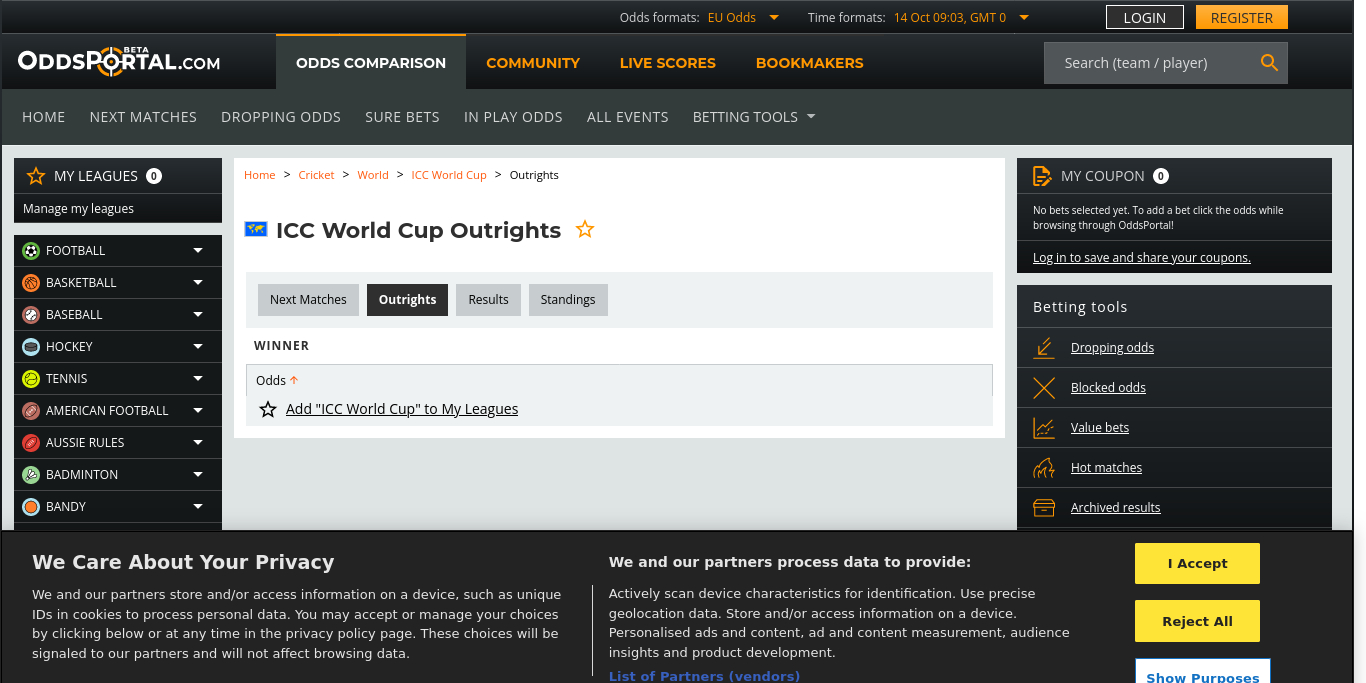 Odds formats: EU Odds Time formats: 14 Oct 09:03, GMT 0 LOGIN REGISTER
ODDSPORTAL.COM BETA ODDS COMPARISON COMMUNITY LIVE SCORES BOOKMAKERS Search (team / player)
HOME NEXT MATCHES DROPPING ODDS SURE BETS IN PLAY ODDS ALL EVENTS BETTING TOOLS
MY LEAGUES 0
Manage my leagues
FOOTBALL
BASKETBALL
BASEBALL
HOCKEY
TENNIS
AMERICAN FOOTBALL
AUSSIE RULES
BADMINTON
BANDY
Home > Cricket > World > ICC World Cup > Outrights
ICC World Cup Outrights
Next Matches Outrights Results Standings
WINNER
Odds
Add "ICC World Cup" to My Leagues
MY COUPON 0
No bets selected yet. To add a bet click the odds while
browsing through OddsPortal!
Log in to save and share your coupons.
Betting tools
Dropping odds
Blocked odds
Value bets
Hot matches
Archived results
We Care About Your Privacy
We and our partners store and/or access information on a device, such as unique
IDs in cookies to process personal data. You may accept or manage your choices
by clicking below or at any time in the privacy policy page. These choices will be
signaled to our partners and will not affect browsing data.
We and our partners process data to provide:
Actively scan device characteristics for identification. Use precise
geolocation data. Store and/or access information on a device.
Personalised ads and content, ad and content measurement, audience
insights and product development.
List of Partners (vendors)
I Accept
Reject All
Show Purposes